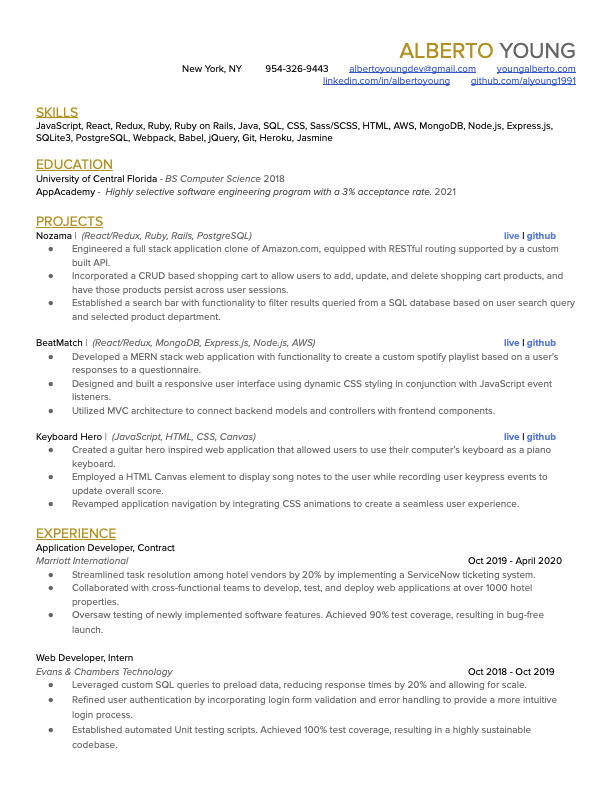 ALBERTO YOUNG
New York, NY 954-326-9443 albertoyoungdev@gmail.com youngalberto.com
linkedin.com/in/albertoyoung github.com/alyoung1991
SKILLS
JavaScript, React, Redux, Ruby, Ruby on Rails, Java, SQL, CSS, Sass/SCSS, HTML, AWS, MongoDB, Node.js, Express.js,
SQLite3, PostgreSQL, Webpack, Babel, jQuery, Git, Heroku, Jasmine
EDUCATION
University of Central Florida - BS Computer Science 2018
AppAcademy - Highly selective software engineering program with a 3% acceptance rate. 2021
PROJECTS
Nozama | (React/Redux, Ruby, Rails, PostgreSQL) live | github
● Engineered a full stack application clone of Amazon.com, equipped with RESTful routing supported by a custom
built API.
● Incorporated a CRUD based shopping cart to allow users to add, update, and delete shopping cart products, and
have those products persist across user sessions.
● Established a search bar with functionality to filter results queried from a SQL database based on user search query
and selected product department.
BeatMatch | (React/Redux, MongoDB, Express.js, Node.js, AWS) live | github
● Developed a MERN stack web application with functionality to create a custom spotify playlist based on a user's
responses to a questionnaire.
● Designed and built a responsive user interface using dynamic CSS styling in conjunction with JavaScript event
listeners.
● Utilized MVC architecture to connect backend models and controllers with frontend components.
Keyboard Hero | (JavaScript, HTML, CSS, Canvas) live | github
● Created a guitar hero inspired web application that allowed users to use their computer's keyboard as a piano
keyboard.
● Employed a HTML Canvas element to display song notes to the user while recording user keypress events to
update overall score.
● Revamped application navigation by integrating CSS animations to create a seamless user experience.
EXPERIENCE
Application Developer, Contract
Marriott International Oct 2019 - April 2020
● Streamlined task resolution among hotel vendors by 20% by implementing a ServiceNow ticketing system.
● Collaborated with cross-functional teams to develop, test, and deploy web applications at over 1000 hotel
properties.
● Oversaw testing of newly implemented software features. Achieved 90% test coverage, resulting in bug-free
launch.
Web Developer, Intern
Evans & Chambers Technology Oct 2018 - Oct 2019
● Leveraged custom SQL queries to preload data, reducing response times by 20% and allowing for scale.
● Refined user authentication by incorporating login form validation and error handling to provide a more intuitive
login process.
● Established automated Unit testing scripts. Achieved 100% test coverage, resulting in a highly sustainable
codebase.